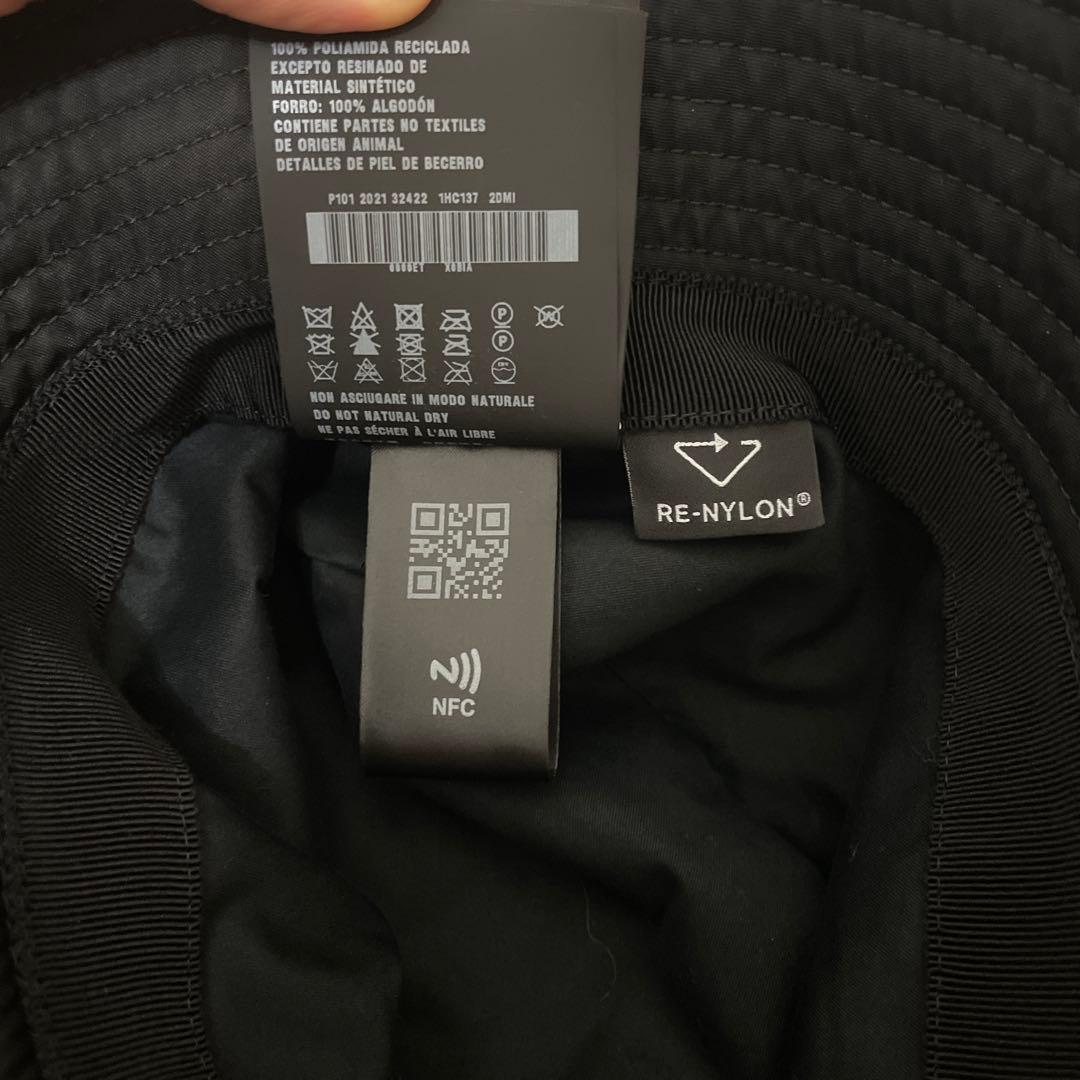 100% POLIAMIDA RECICLADA
EXCEPTO RESINADO DE
MATERIAL SINTÉTICO
FORRO: 100% ALGODÓN
CONTIENE PARTES NO TEXTILES
DE ORIGEN ANIMAL
DETALLES DE PIEL DE BECERRO
P101 2021 32422 1HC137 2DMI
P W
P
NON ASCIUGARE IN MODO NATURALE
DO NOT NATURAL DRY
NE PAS SÉCHER À L'AIR LIBRE
RE-NYLON®
NFC